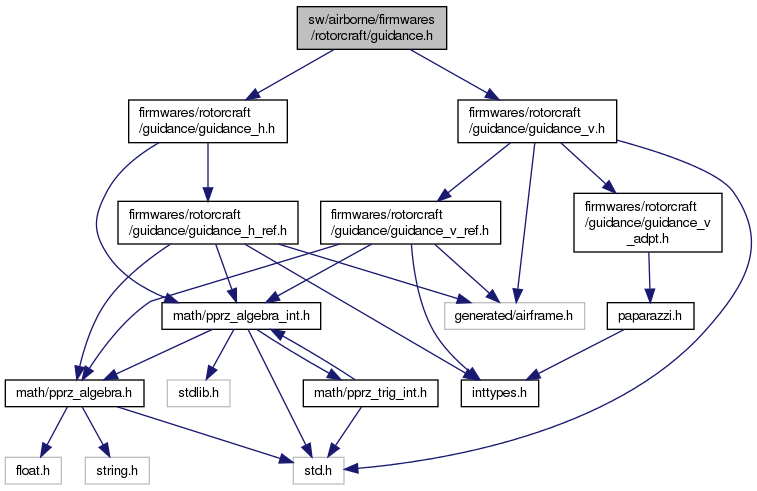 sw/airborne/firmwares
/rotorcraft/guidance.h
firmwares/rotorcraft
/guidance/guidance_h.h
firmwares/rotorcraft
/guidance/guidance_v.h
firmwares/rotorcraft
/guidance/guidance_h_ref.h
firmwares/rotorcraft
/guidance/guidance_v_ref.h
firmwares/rotorcraft
/guidance/guidance_v
_adpt.h
math/pprz_algebra_int.h
generated/airframe.h
paparazzi.h
math/pprz_algebra.h
stdlib.h
math/pprz_trig_int.h
inttypes.h
float.h
string.h
std.h